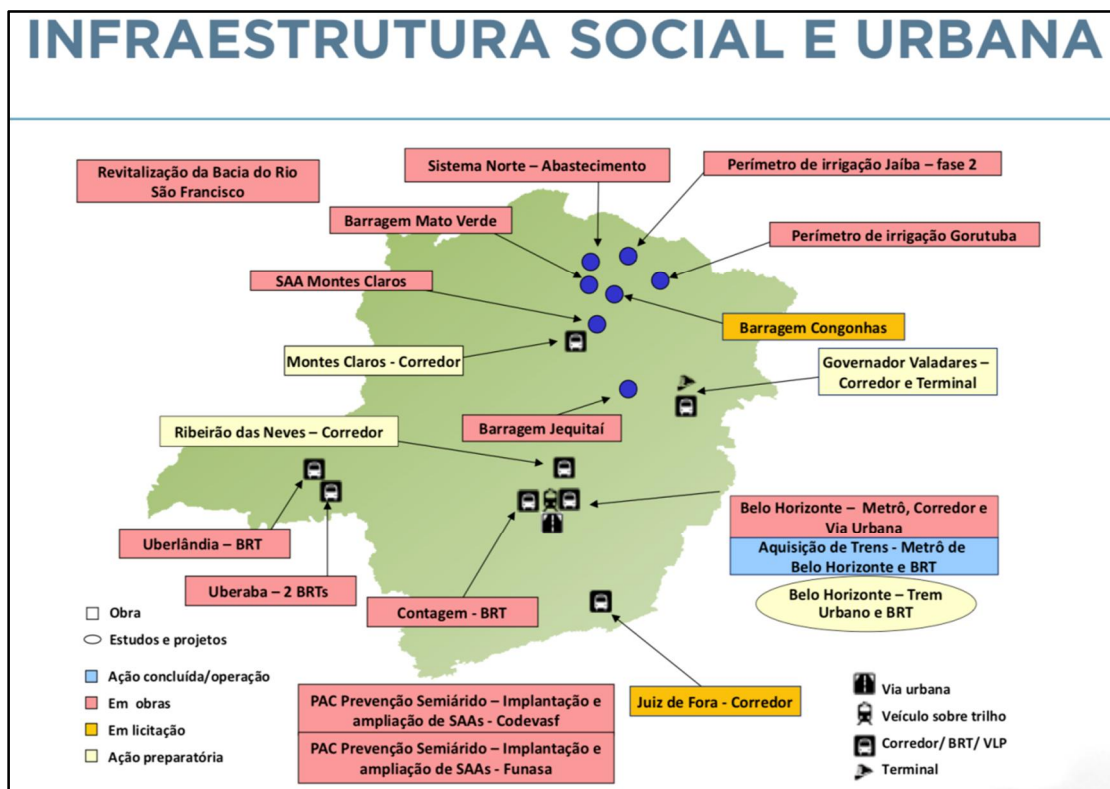 INFRAESTRUTURA SOCIAL E URBANA
Revitalização da Bacia do Rio
São Francisco
Sistema Norte – Abastecimento
Perímetro de irrigação Jaíba – fase 2
Barragem Mato Verde
Perímetro de irrigação Gorutuba
SAA Montes Claros
Barragem Congonhas
Montes Claros - Corredor
Governador Valadares –
Corredor e Terminal
Ribeirão das Neves – Corredor
Barragem Jequitaí
Belo Horizonte – Metrô, Corredor e
Via Urbana
Aquisição de Trens - Metrô de
Belo Horizonte e BRT
Belo Horizonte – Trem
Urbano e BRT
Uberlândia – BRT
Uberaba – 2 BRTs
Contagem - BRT
Juiz de Fora - Corredor
PAC Prevenção Semiárido – Implantação e
ampliação de SAAs - Codevasf
PAC Prevenção Semiárido – Implantação e
ampliação de SAAs - Funasa
Obra
Estudos e projetos
Ação concluída/operação
Em obras
Em licitação
Ação preparatória
Via urbana
Veículo sobre trilho
Corredor/ BRT/ VLP
Terminal